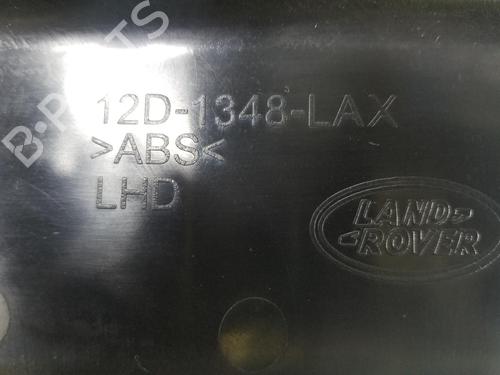 B-PARTS
12D-1348-LAX
>ABS<
LHD
LAND-
-ROVER